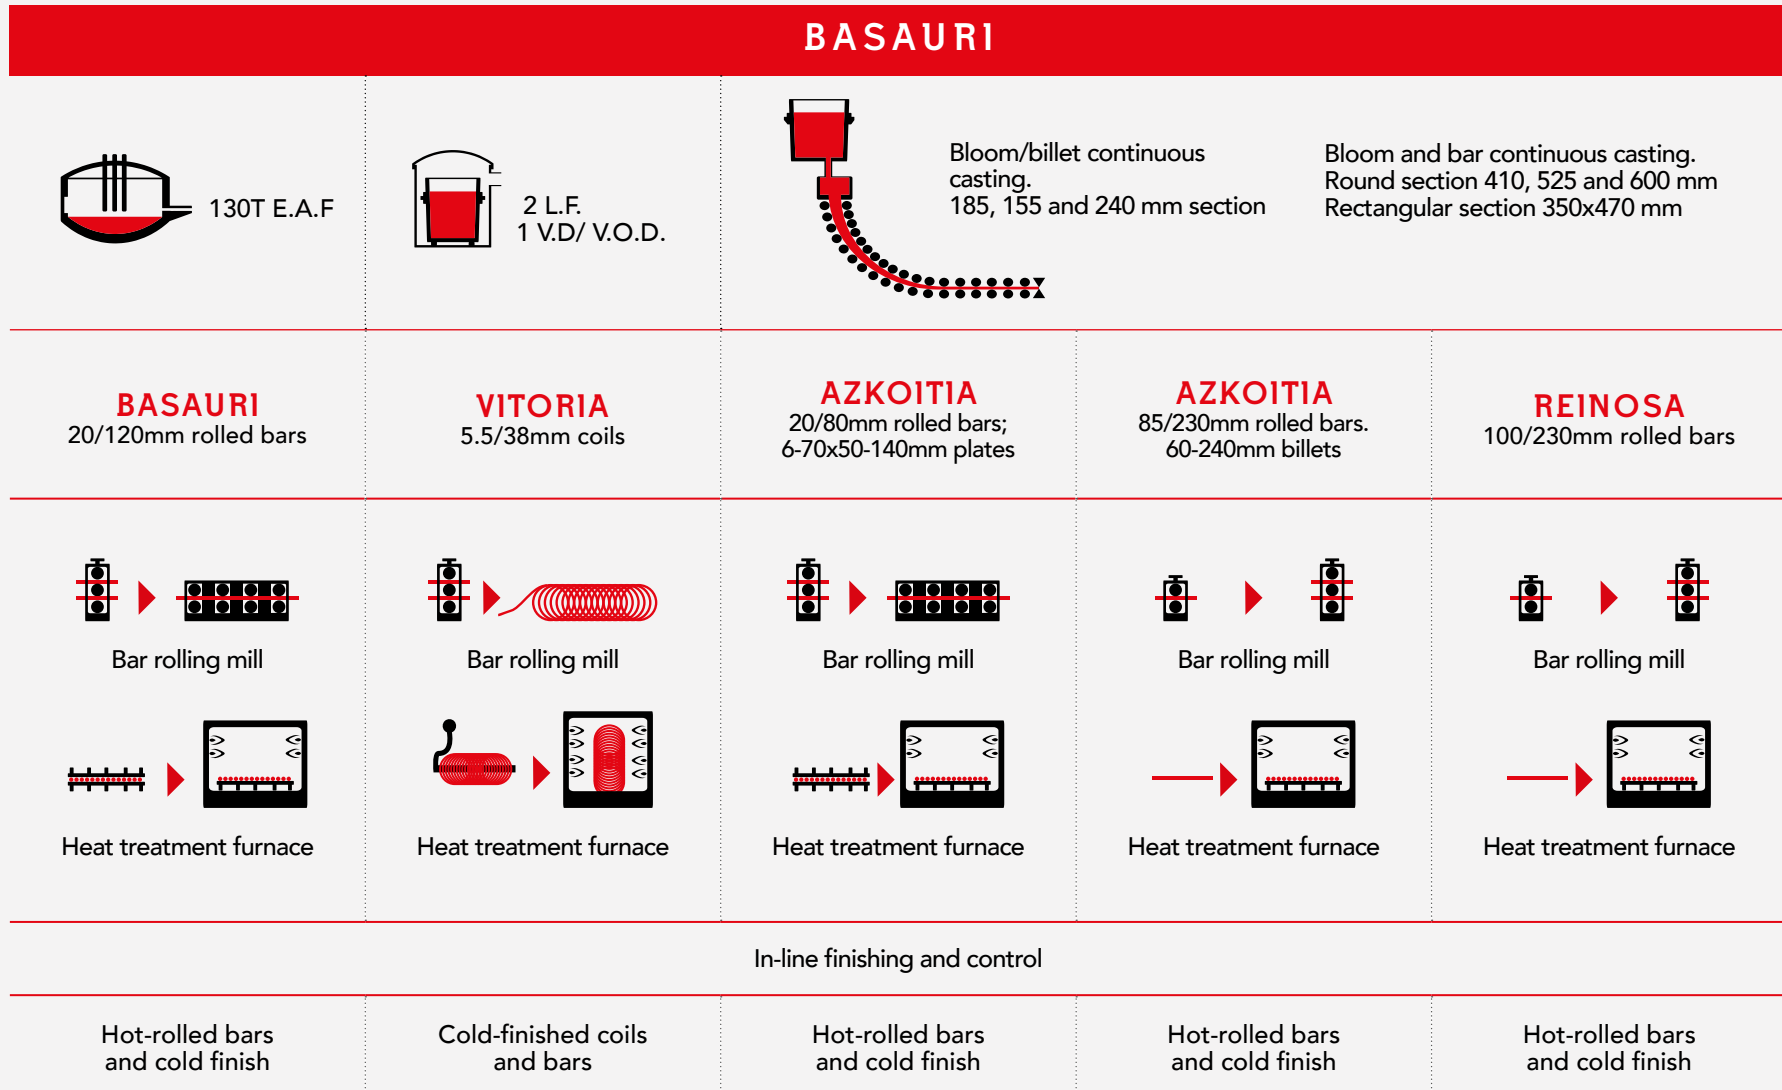 BASAURI
130T E.A.F
2 L.F.
1 V.D/ V.O.D.
Bloom/billet continuous
casting.
185, 155 and 240 mm section
Bloom and bar continuous casting.
Round section 410, 525 and 600 mm
Rectangular section 350x470 mm
BASAURI
20/120mm rolled bars
VITORIA
5.5/38mm coils
AZKOITIA
20/80mm rolled bars;
6-70x50-140mm plates
AZKOITIA
85/230mm rolled bars.
60-240mm billets
REINOSA
100/230mm rolled bars
Bar rolling mill
Bar rolling mill
Bar rolling mill
Bar rolling mill
Bar rolling mill
Heat treatment furnace
Heat treatment furnace
Heat treatment furnace
Heat treatment furnace
Heat treatment furnace
In-line finishing and control
Hot-rolled bars
and cold finish
Cold-finished coils
and bars
Hot-rolled bars
and cold finish
Hot-rolled bars
and cold finish
Hot-rolled bars
and cold finish